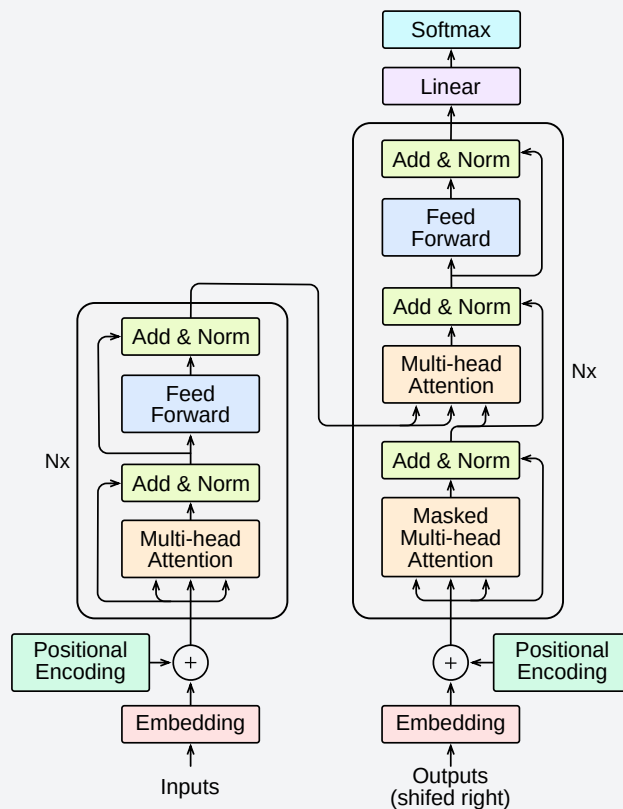 Softmax
Linear
Add & Norm
Feed
Forward
Add & Norm
Multi-head
Attention
Nx
Add & Norm
Masked
Multi-head
Attention
Add & Norm
Feed
Forward
Nx
Add & Norm
Multi-head
Attention
Positional
Encoding
+
+
Positional
Encoding
Embedding
Embedding
Inputs
Outputs
(shifed right)